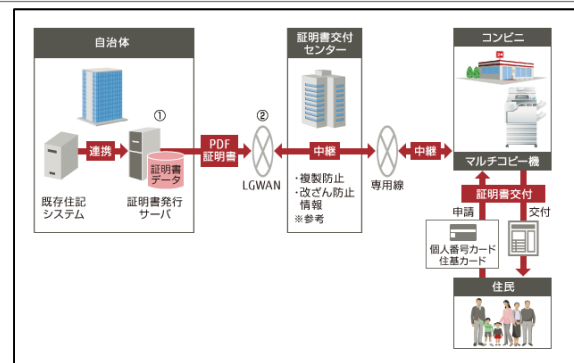 自治体
証明書交付
センター
コンビニ
①
②
連携
PDF
証明書
証明書
データ
既存住記
システム
証明書発行
サーバ
LGWAN
中継
・複製防止
・改ざん防止
情報
※参考
専用線
中継
マルチコピー機
証明書交付
申請
交付
個人番号カード
住基カード
住民